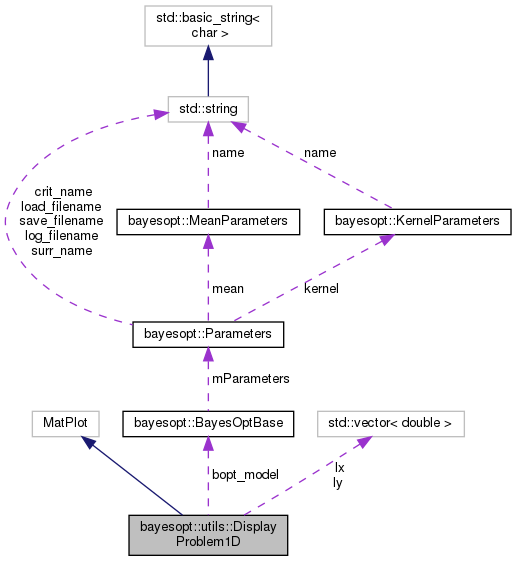 std::basic_string<
char >
std::string
name
name
crit_name
load_filename
save_filename
log_filename
surr_name
bayesopt::MeanParameters
bayesopt::KernelParameters
mean
kernel
bayesopt::Parameters
mParameters
MatPlot
bayesopt::BayesOptBase
std::vector< double >
bopt_model
lx
ly
bayesopt::utils::Display
Problem1D